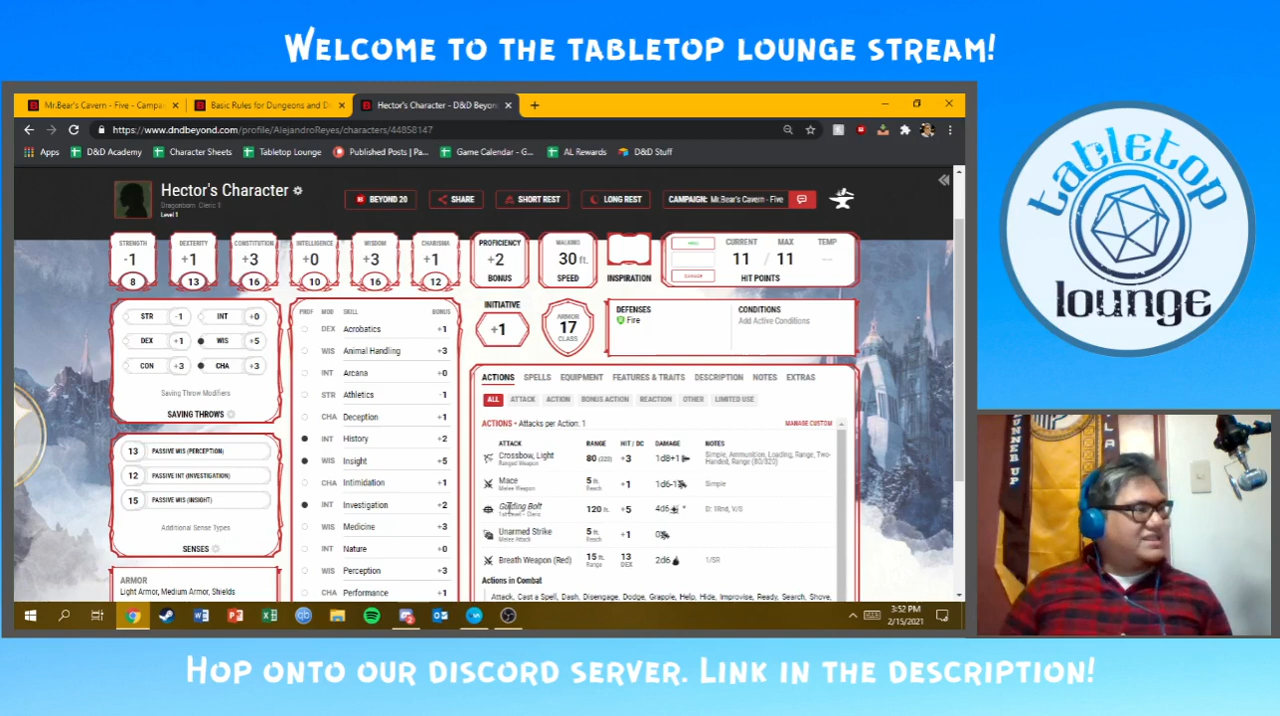 WELCOME TO THE TABLETOP LOUNGE STREAM!
Mr.Bear's Cavern - Five - Campa
Basic Rules for Dungeons and D
Hector's Character - D&D Beyon
https://www.dndbeyond.com/profile/AlejandroReyes/characters/44858147
Apps D&D Academy Character Sheets Tabletop Lounge Published Posts | Pa... Game Calendar - G... AL Rewards D&D Stuff
Hector's Character
Dragonborn Cleric 1
Level 1
BEYOND 20 SHARE SHORT REST LONG REST CAMPAIGN: Mr.Bear's Cavern - Five
STRENGTH -1 8
DEXTERITY +1 13
CONSTITUTION +3 16
INTELLIGENCE +0 10
WISDOM +3 16
CHARISMA +1 12
PROFICIENCY +2 BONUS
WALKING 30 ft. SPEED
INSPIRATION
HEAL
DAMAGE
CURRENT MAX TEMP
11 / 11 --
HIT POINTS
STR -1 INT +0
DEX +1 WIS +5
CON +3 CHA +3
Saving Throw Modifiers
SAVING THROWS
13 PASSIVE WIS (PERCEPTION)
12 PASSIVE INT (INVESTIGATION)
15 PASSIVE WIS (INSIGHT)
Additional Sense Types
SENSES
ARMOR
Light Armor, Medium Armor, Shields
PROF MOD SKILL BONUS
DEX Acrobatics +1
WIS Animal Handling +3
INT Arcana +0
STR Athletics -1
CHA Deception +1
INT History +2
WIS Insight +5
CHA Intimidation +1
INT Investigation +2
WIS Medicine +3
INT Nature +0
WIS Perception +3
CHA Performance +1
INITIATIVE
+1
ARMOR
17
CLASS
DEFENSES
Fire
CONDITIONS
Add Active Conditions
ACTIONS SPELLS EQUIPMENT FEATURES & TRAITS DESCRIPTION NOTES EXTRAS
ALL ATTACK ACTION BONUS ACTION REACTION OTHER LIMITED USE
ACTIONS • Attacks per Action: 1 MANAGE CUSTOM
ATTACK RANGE HIT / DC DAMAGE NOTES
Crossbow, Light 80 (320) +3 1d8+1 Simple, Ammunition, Loading, Range, Two-
Ranged Weapon Handed, Range (80/320)
Mace 5 ft. +1 1d6-1 Simple
Melee Weapon Reach
Guiding Bolt 120 ft. +5 4d6 D: 1Rnd, V/S
1st Level • Cleric
Unarmed Strike 5 ft. +1 0
Melee Attack Reach
Breath Weapon (Red) 15 ft. 13 2d6 1/SR
Range DEX
Actions in Combat
Attack, Cast a Spell, Dash, Disengage, Dodge, Grapple, Help, Hide, Improvise, Ready, Search, Shove,
3:52 PM
2/15/2021
tabletop
lounge
RUNNER UP
HOP ONTO OUR DISCORD SERVER. LINK IN THE DESCRIPTION!